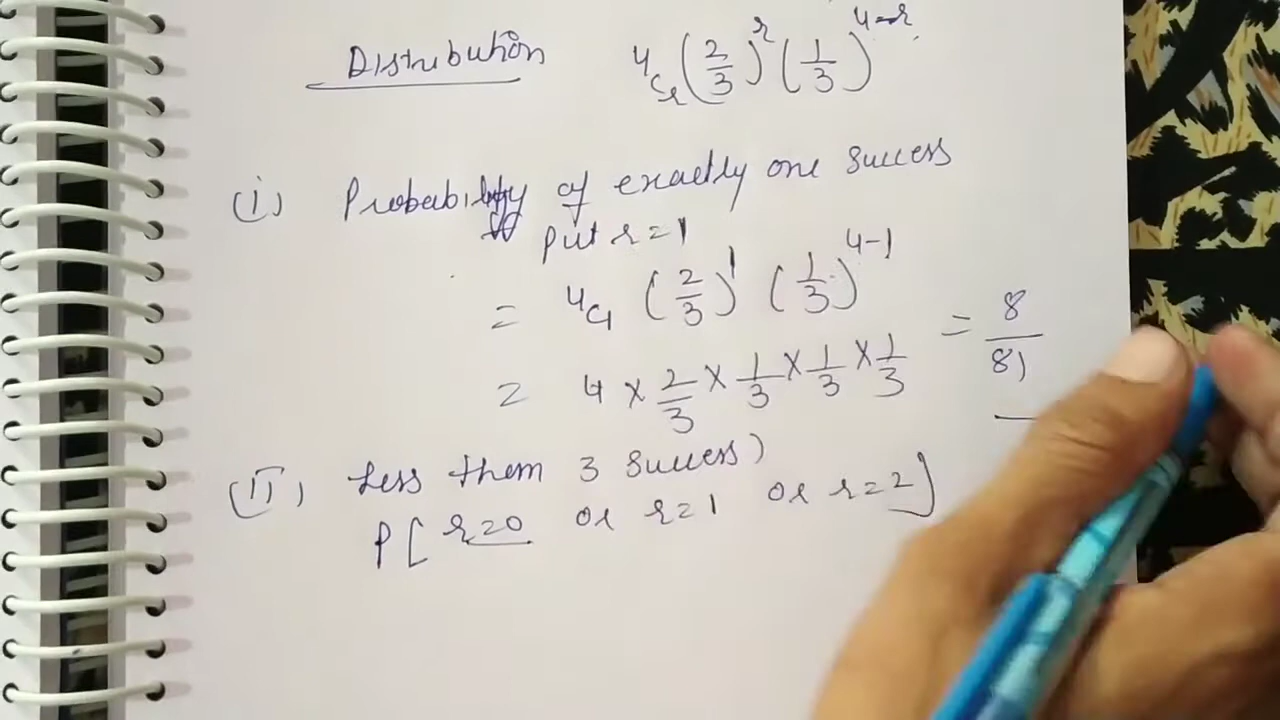 Distribution ⁴Cᵣ (2/3)ʳ (1/3)⁴⁻ʳ
(i) Probability of exactly one success
put r = 1
= ⁴C₁ (2/3)¹ (1/3)⁴⁻¹
= 4 × 2/3 × 1/3 × 1/3 × 1/3 = 8/81
(ii) Less them 3 success)
P[ r=0 or r=1 or r=2 ]